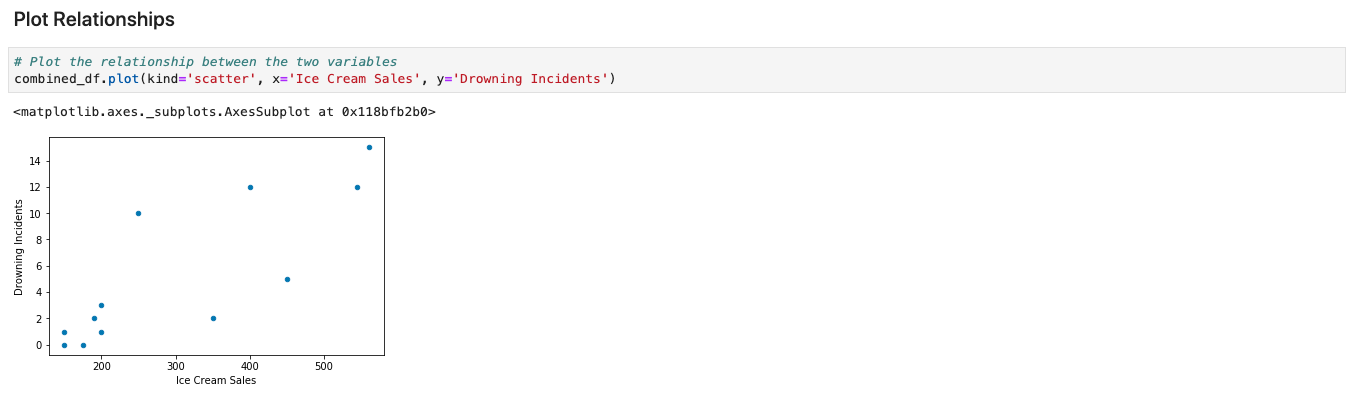 Plot Relationships
# Plot the relationship between the two variables
combined_df.plot(kind='scatter', x='Ice Cream Sales', y='Drowning Incidents')
<matplotlib.axes._subplots.AxesSubplot at 0x118bfb2b0>
Drowning Incidents
14
12
10
8
6
4
2
0
200 300 400 500
Ice Cream Sales